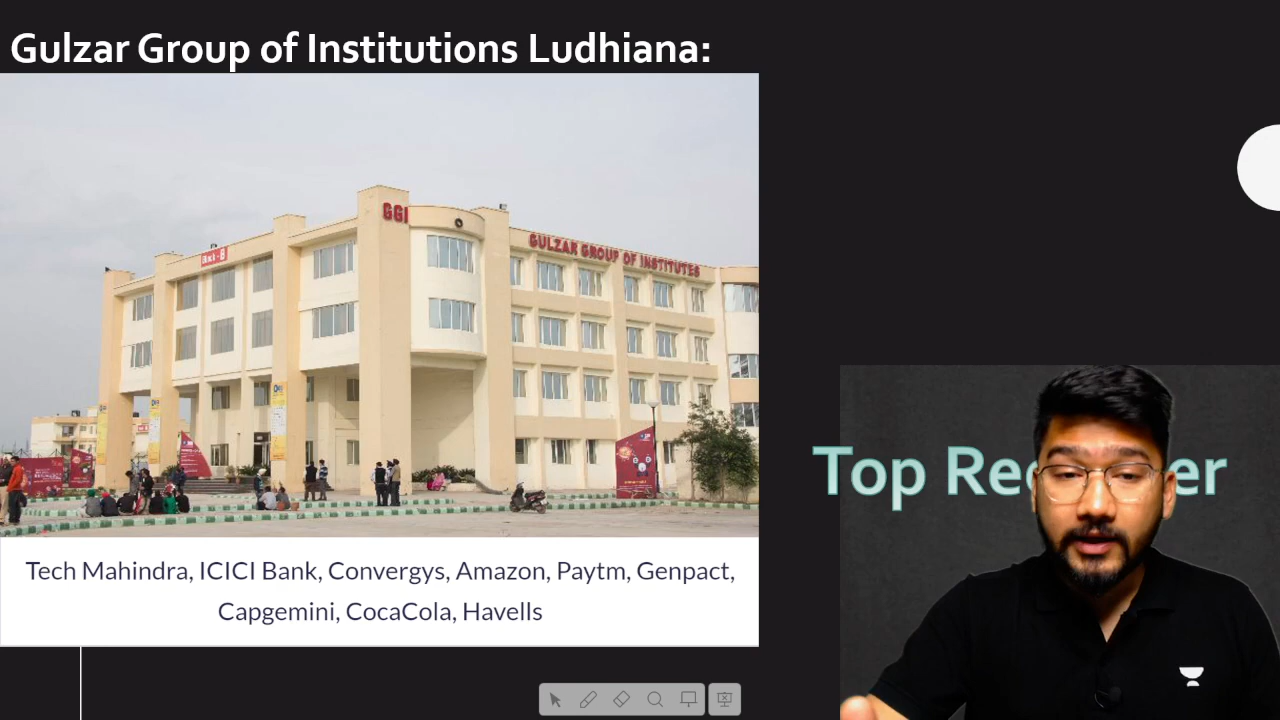 Gulzar Group of Institutions Ludhiana:
GGI
GULZAR GROUP OF INSTITUTES
Tech Mahindra, ICICI Bank, Convergys, Amazon, Paytm, Genpact,
Capgemini, CocaCola, Havells
Top Rec er